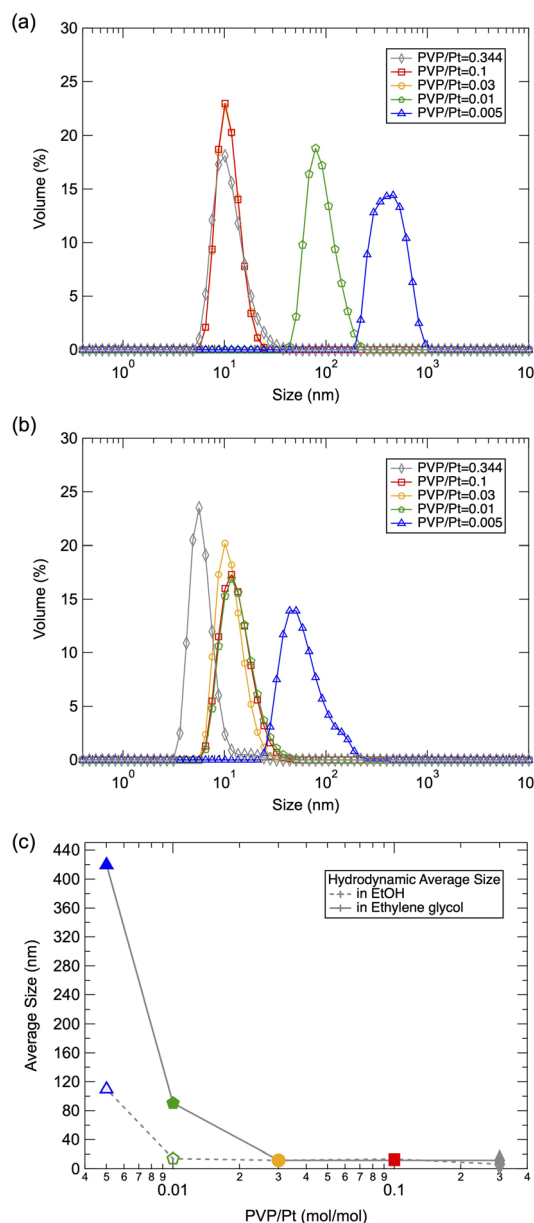 (a)
30
25
20
15
10
5
0
Volume (%)
PVP/Pt=0.344
PVP/Pt=0.1
PVP/Pt=0.03
PVP/Pt=0.01
PVP/Pt=0.005
10⁰ 10¹ 10² 10³ 10
Size (nm)
(b)
30
25
20
15
10
5
0
Volume (%)
PVP/Pt=0.344
PVP/Pt=0.1
PVP/Pt=0.03
PVP/Pt=0.01
PVP/Pt=0.005
10⁰ 10¹ 10² 10³ 10
Size (nm)
(c)
440
400
360
320
280
240
200
160
120
80
40
0
Average Size (nm)
Hydrodynamic Average Size
in EtOH
in Ethylene glycol
4 5 6 7 8 9 2 3 4 5 6 7 8 9 2 3 4
0.01 0.1
PVP/Pt (mol/mol)